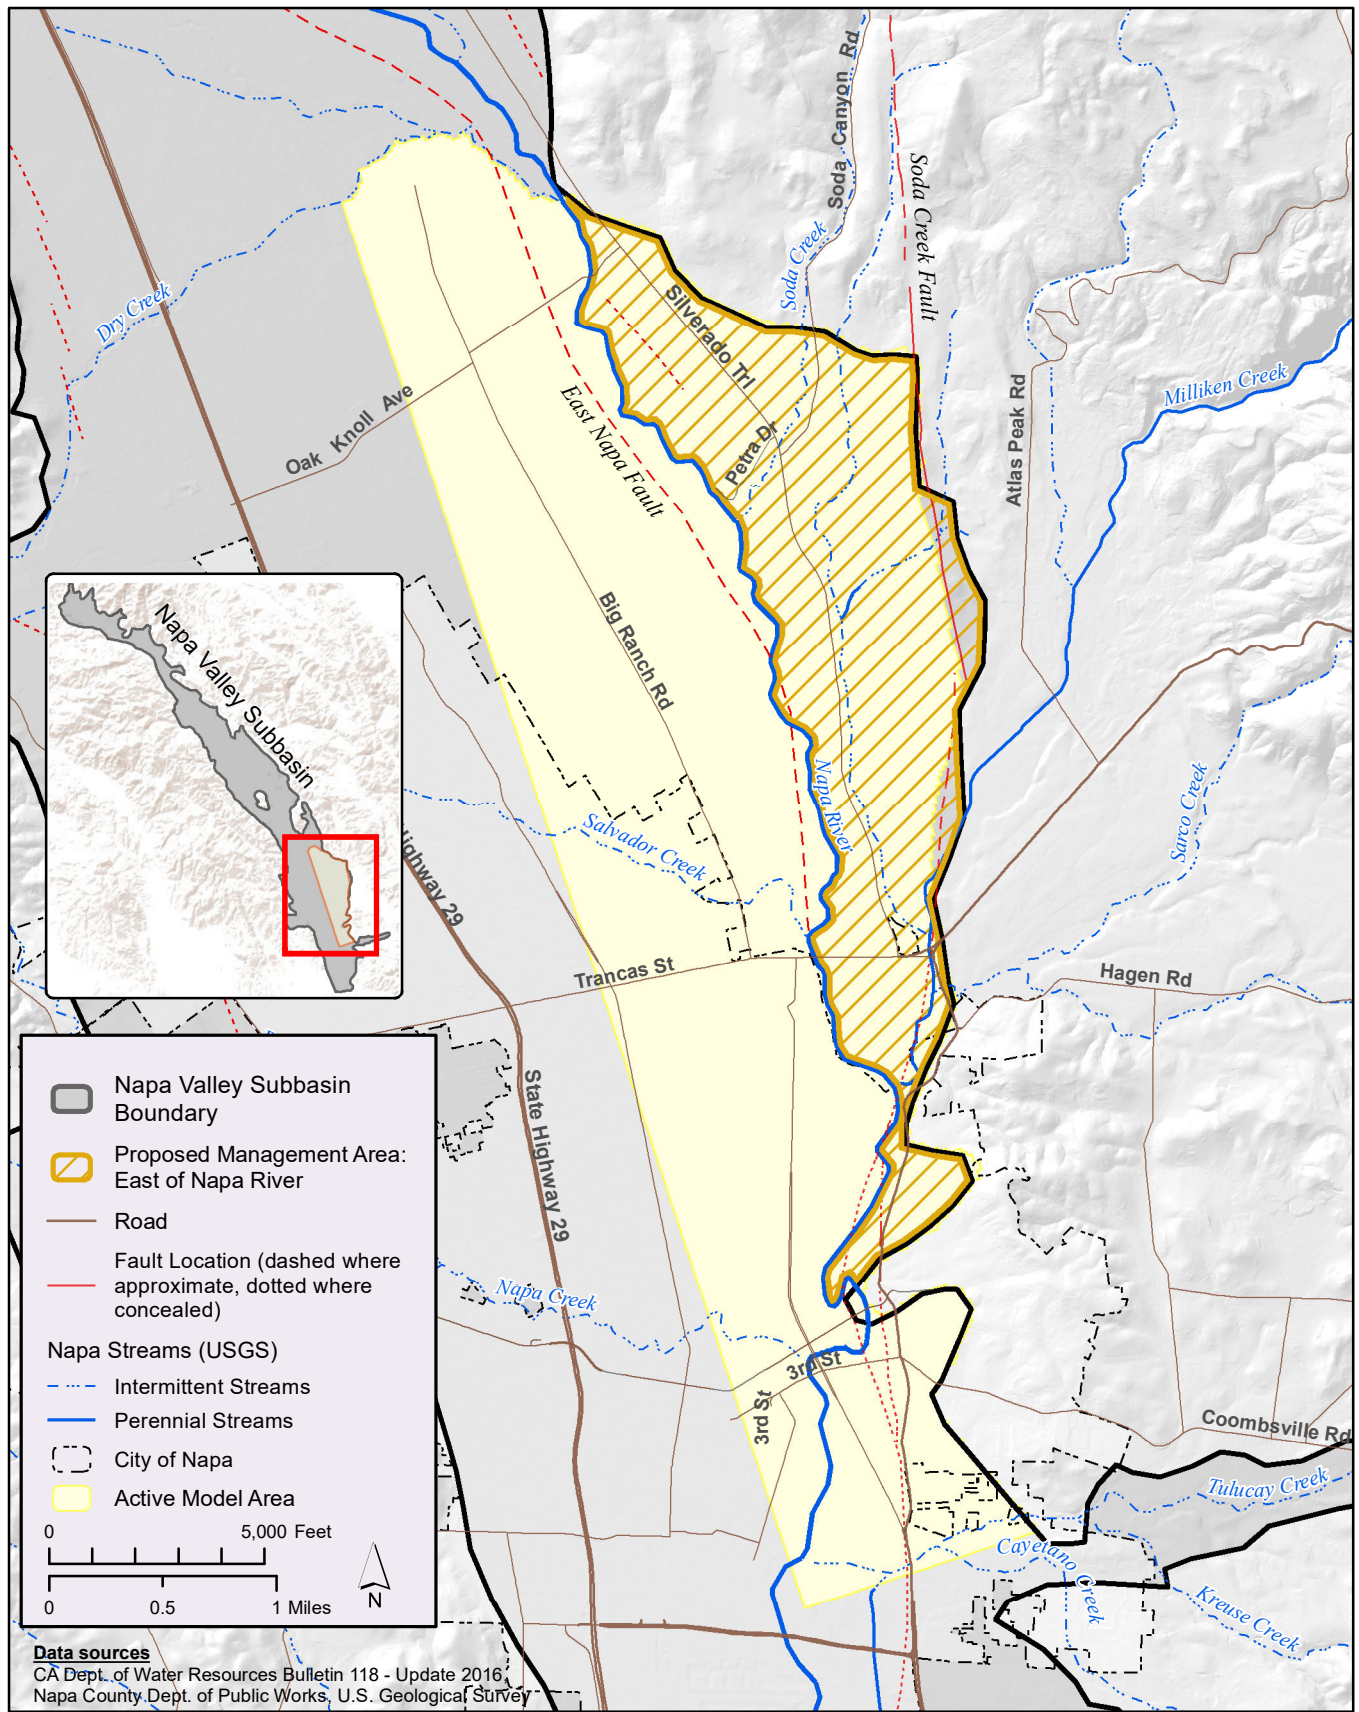 Soda Canyon Rd
Soda Creek Fault
Soda Creek
Dry Creek
Silverado Trl
Milliken Creek
Atlas Peak Rd
East Napa Fault
Oak Knoll Ave
Petra Dr
Big Ranch Rd
Napa Valley Subbasin
Napa River
Sarco Creek
Salvador Creek
Highway 29
Trancas St
Hagen Rd
State Highway 29
Napa Creek
3rd St
3rd St
Coombsville Rd
Tulucay Creek
Cayetano Creek
Kreuse Creek
Napa Valley Subbasin
Boundary
Proposed Management Area:
East of Napa River
Road
Fault Location (dashed where
approximate, dotted where
concealed)
Napa Streams (USGS)
Intermittent Streams
Perennial Streams
City of Napa
Active Model Area
0 5,000 Feet
0 0.5 1 Miles
N
Data sources
CA Dept. of Water Resources Bulletin 118 - Update 2016,
Napa County Dept. of Public Works, U.S. Geological Survey